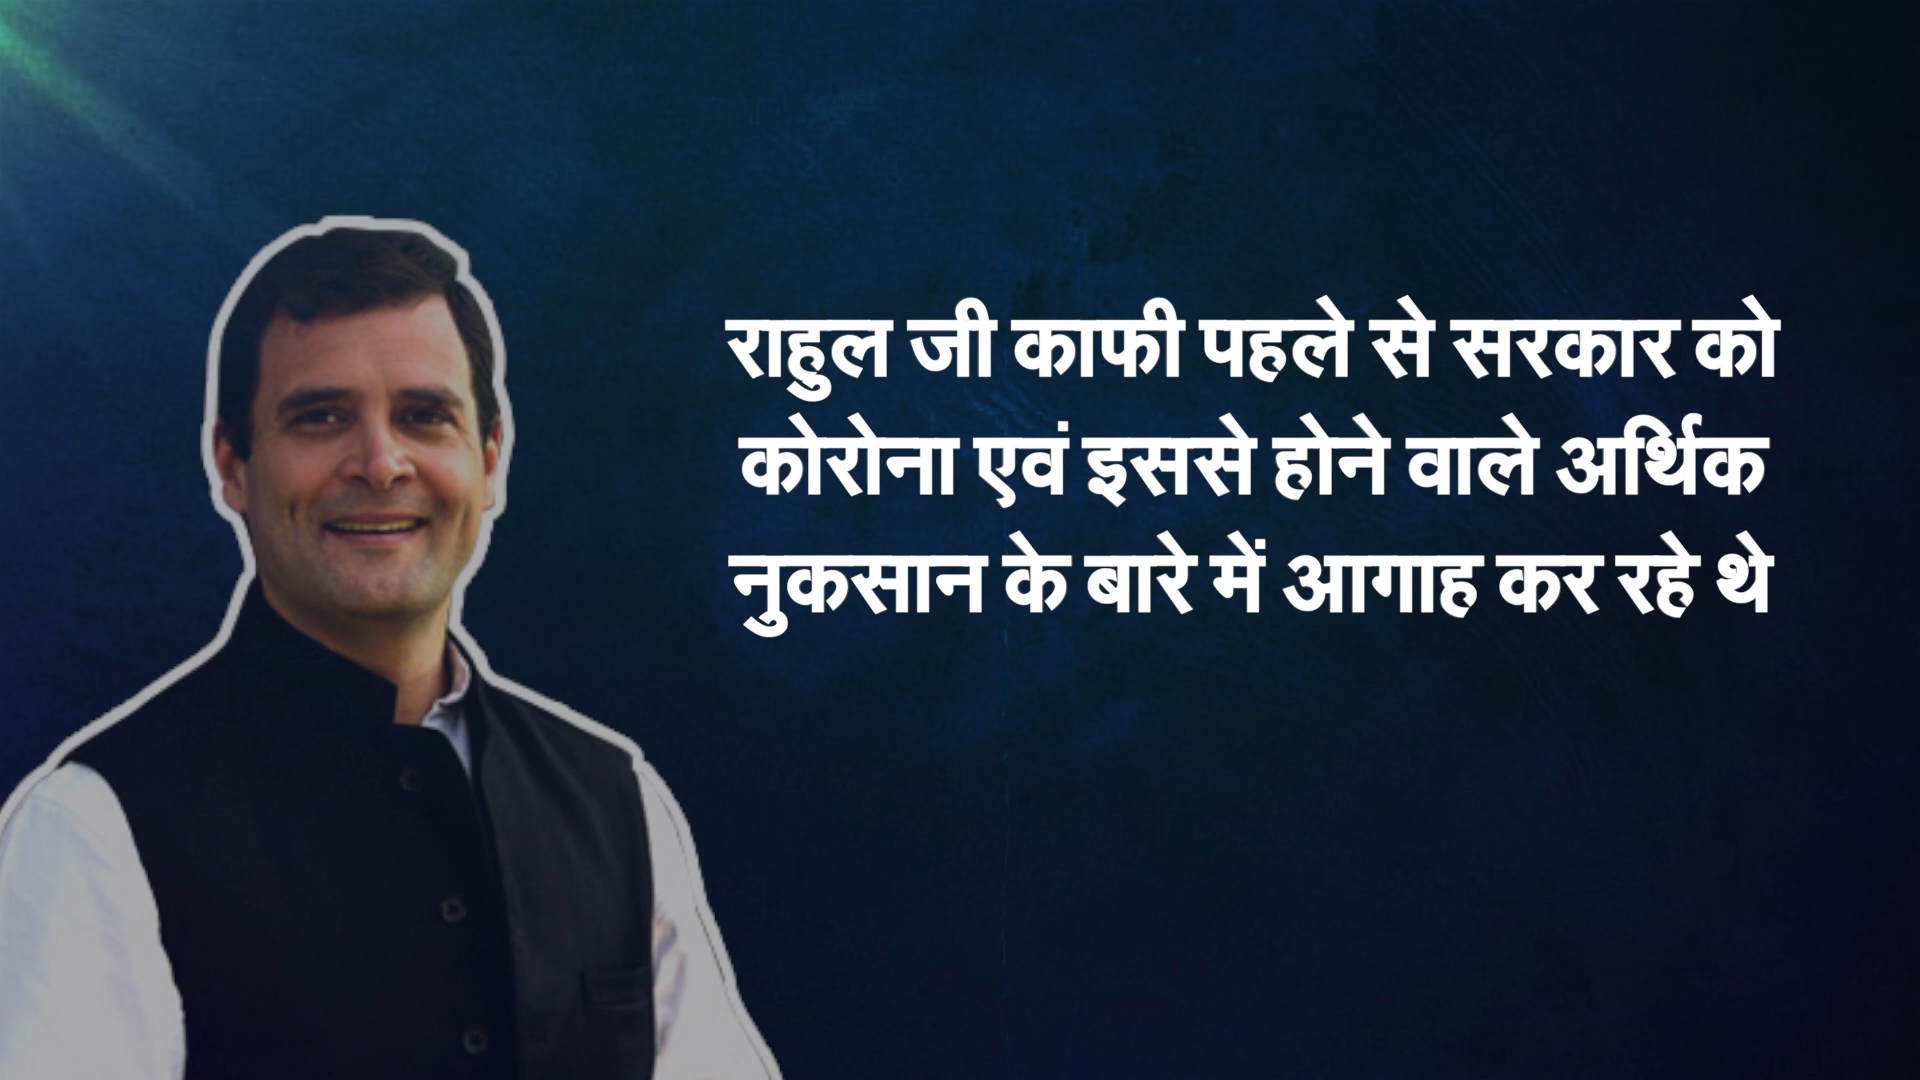 राहुल जी काफी पहले से सरकार को
कोरोना एवं इससे होने वाले अर्थिक
नुकसान के बारे में आगाह कर रहे थे